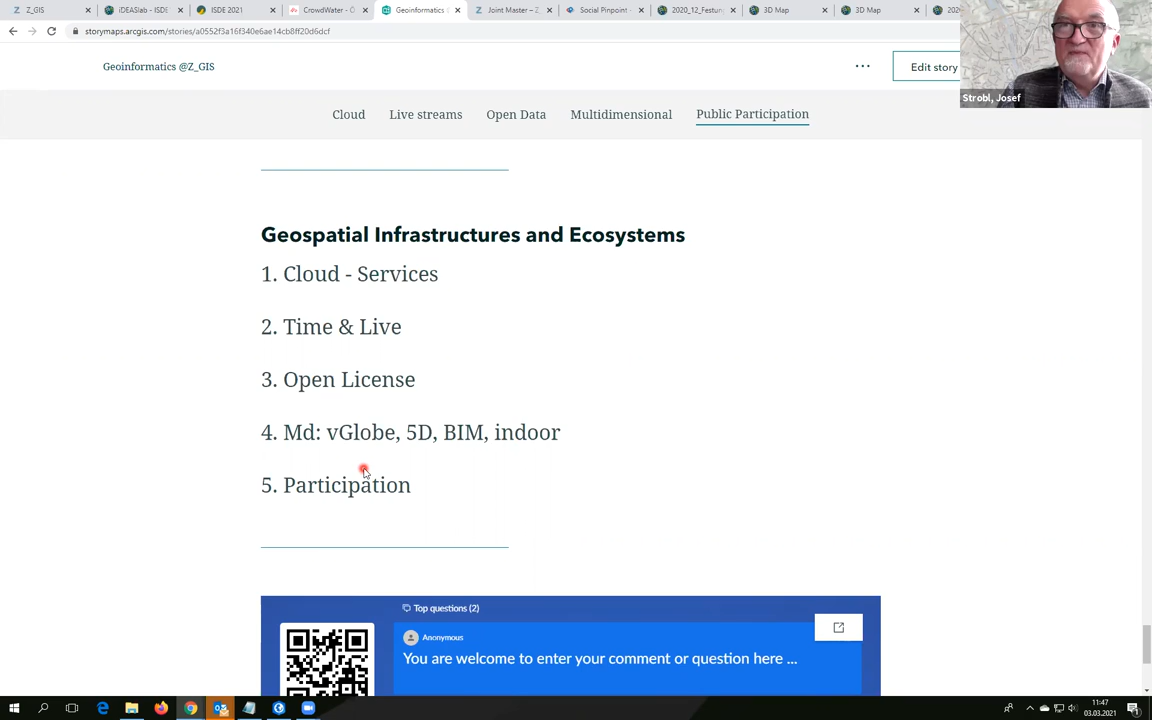 Z_GIS
iDEASlab - ISDE
ISDE 2021
CrowdWater - O
Geoinformatics
Joint Master – Z_
Social Pinpoint
2020_12_Festun
3D Map
3D Map
storymaps.arcgis.com/stories/a0552f3a16f340e6ae14cb8ff20d6dcf
Geoinformatics @Z_GIS
Edit story
Strobl, Josef
Cloud
Live streams
Open Data
Multidimensional
Public Participation
Geospatial Infrastructures and Ecosystems
1. Cloud - Services
2. Time & Live
3. Open License
4. Md: vGlobe, 5D, BIM, indoor
5. Participation
Top questions (2)
Anonymous
You are welcome to enter your comment or question here ...
11:47
03.03.2021